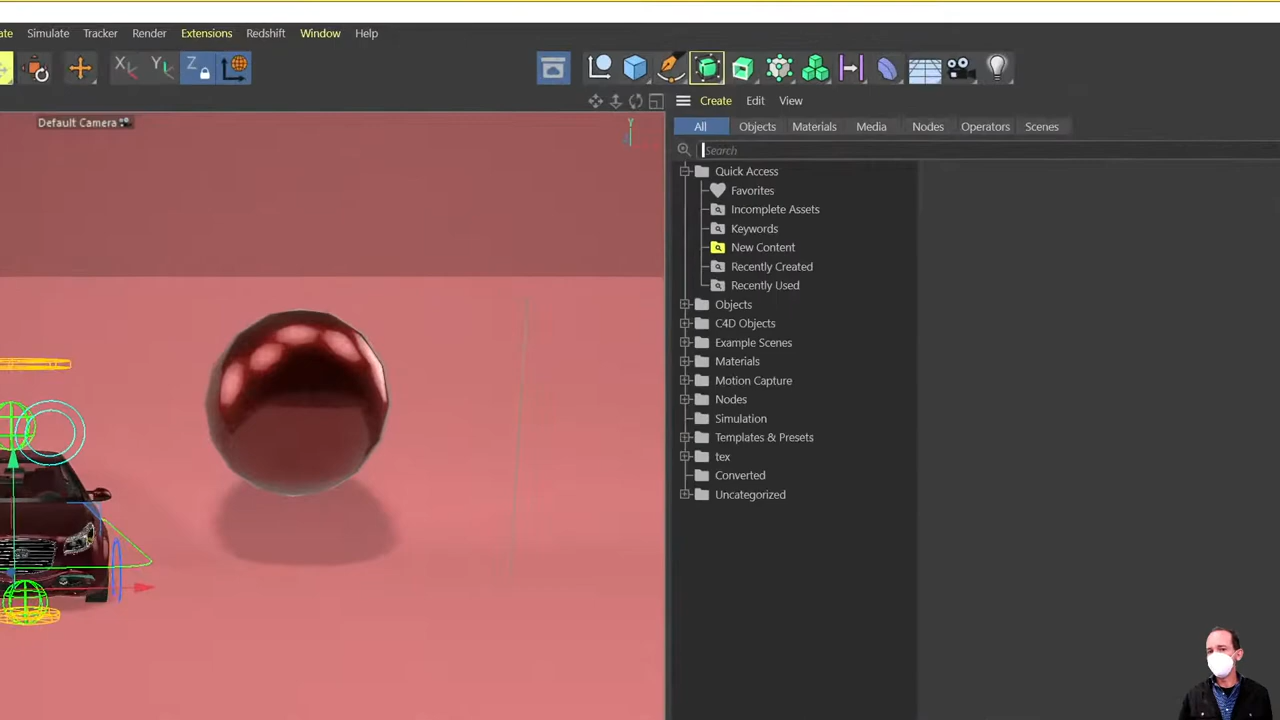 ate Simulate Tracker Render Extensions Redshift Window Help
X Y Z
Create Edit View
Default Camera
Y
All Objects Materials Media Nodes Operators Scenes
Search
Quick Access
Favorites
Incomplete Assets
Keywords
New Content
Recently Created
Recently Used
Objects
C4D Objects
Example Scenes
Materials
Motion Capture
Nodes
Simulation
Templates & Presets
tex
Converted
Uncategorized